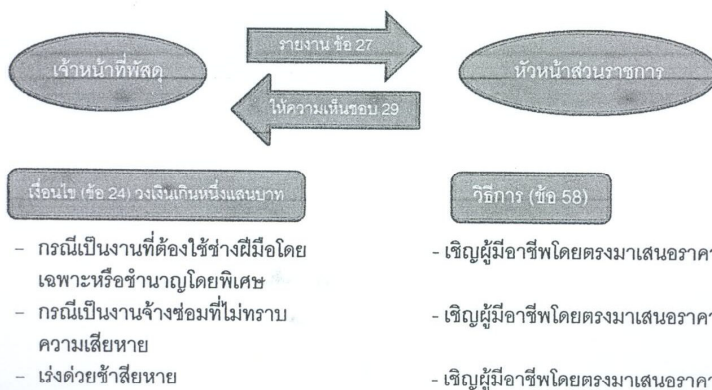 รายงาน ข้อ 27
เจ้าหน้าที่พัสดุ
หัวหน้าส่วนราชการ
ให้ความเห็นชอบ 29
เงื่อนไข (ข้อ 24) วงเงินเกินหนึ่งแสนบาท
วิธีการ (ข้อ 58)
- กรณีเป็นงานที่ต้องใช้ช่างฝีมือโดย
เฉพาะหรือชำนาญโดยพิเศษ
- เชิญผู้มีอาชีพโดยตรงมาเสนอราคา
- กรณีเป็นงานจ้างซ่อมที่ไม่ทราบ
ความเสียหาย
- เชิญผู้มีอาชีพโดยตรงมาเสนอราคา
- เร่งด่วยช้าสียหาย
- เชิญผู้มีอาชีพโดยตรงมาเสนอราคา